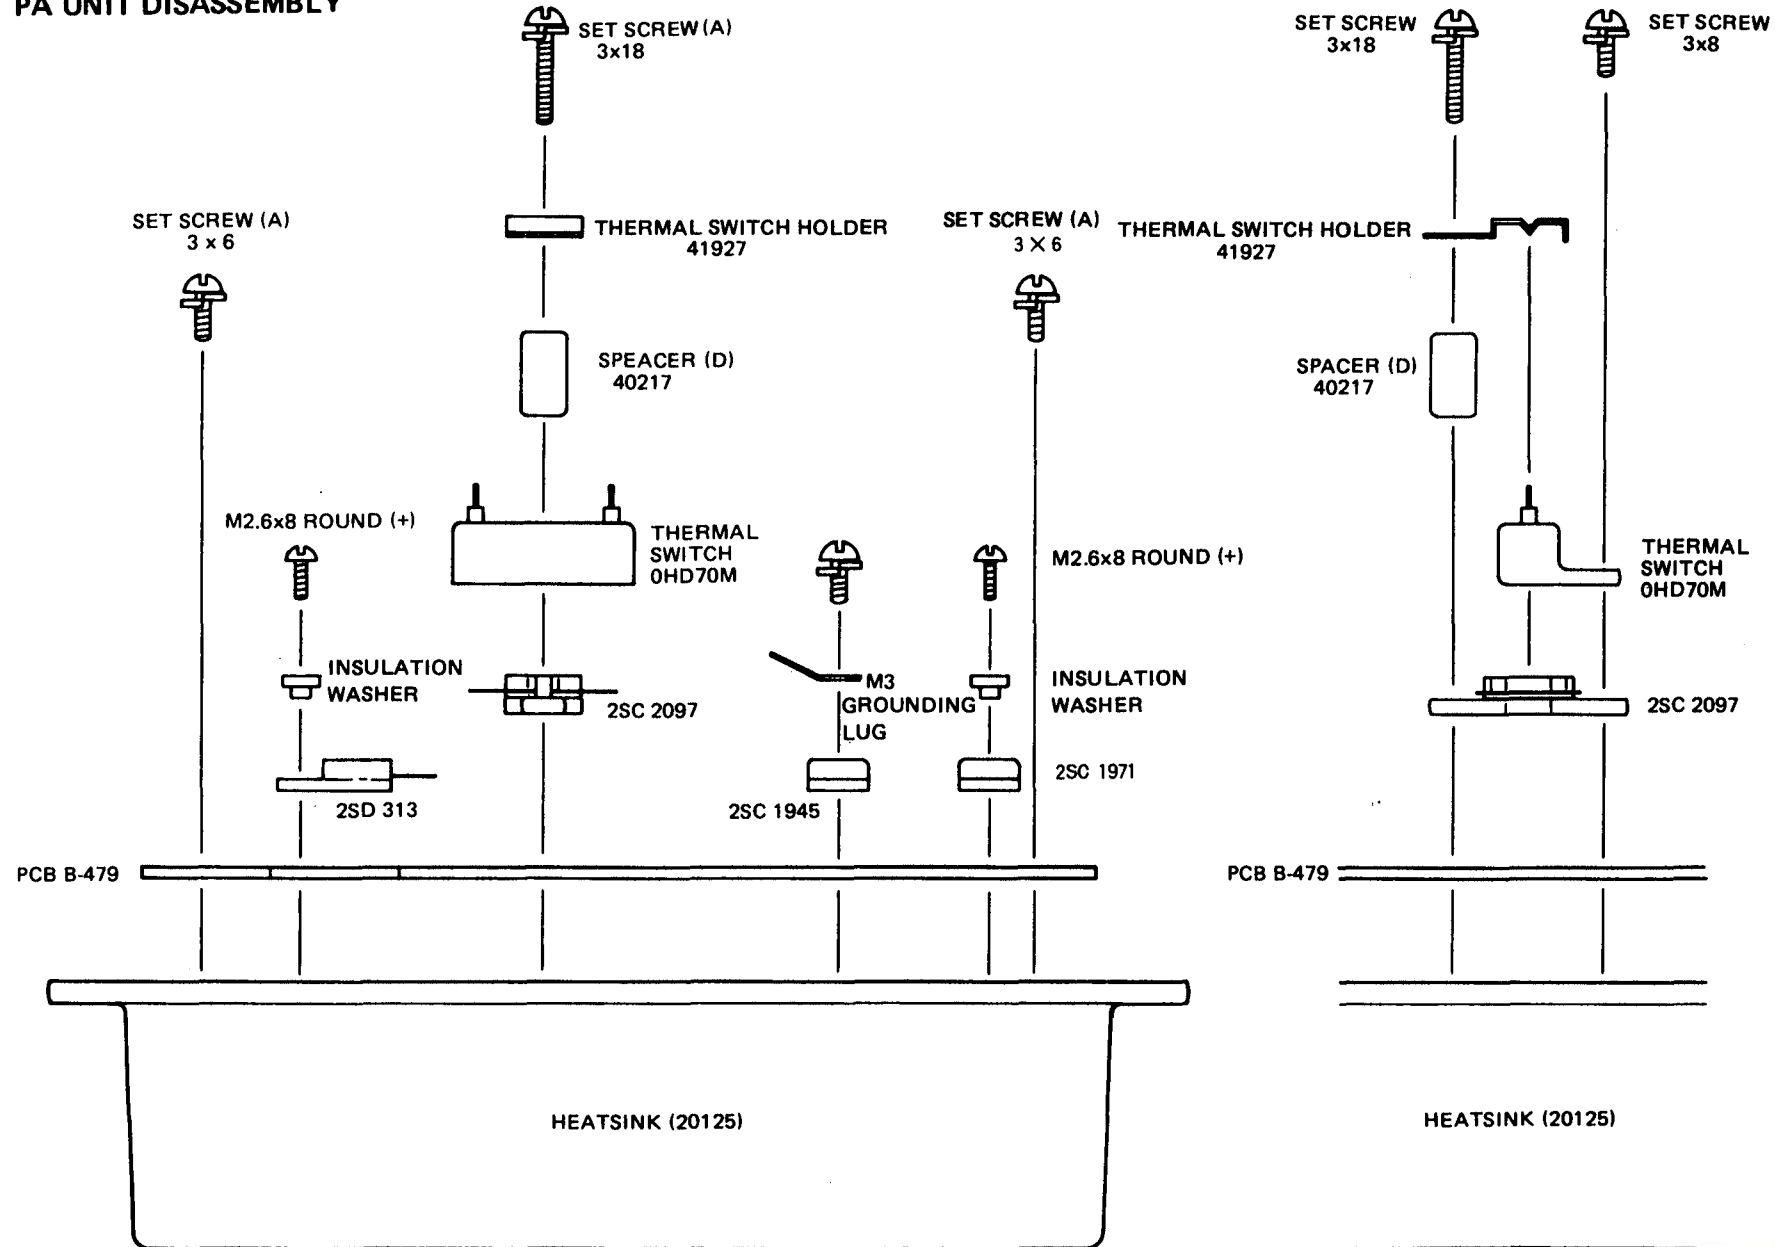 PA UNIT DISASSEMBLY
SET SCREW (A)
3x18
SET SCREW
3x18
SET SCREW
3x8
SET SCREW (A)
3 x 6
THERMAL SWITCH HOLDER
41927
SET SCREW (A)
3 X 6
THERMAL SWITCH HOLDER
41927
SPEACER (D)
40217
SPACER (D)
40217
M2.6x8 ROUND (+)
THERMAL
SWITCH
0HD70M
M2.6x8 ROUND (+)
THERMAL
SWITCH
0HD70M
INSULATION
WASHER
2SC 2097
M3
GROUNDING
LUG
INSULATION
WASHER
2SC 2097
2SD 313
2SC 1945
2SC 1971
PCB B-479
PCB B-479
HEATSINK (20125)
HEATSINK (20125)